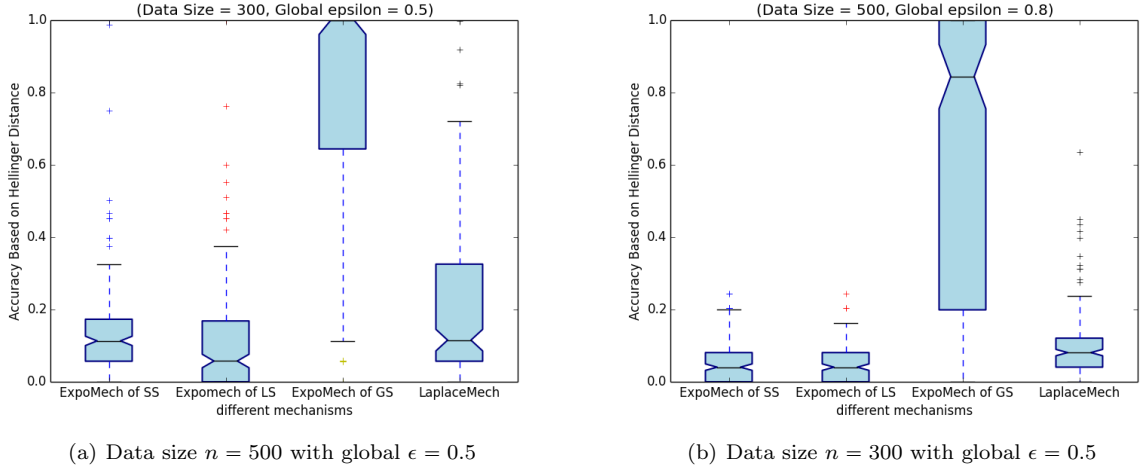 (Data Size = 300, Global epsilon = 0.5)
1.0
0.8
0.6
0.4
0.2
0.0
Accuracy Based on Hellinger Distance
ExpoMech of SS
Expomech of LS
ExpoMech of GS
LaplaceMech
different mechanisms
(a) Data size n = 500 with global ϵ = 0.5
(Data Size = 500, Global epsilon = 0.8)
1.0
0.8
0.6
0.4
0.2
0.0
Accuracy Based on Hellinger Distance
ExpoMech of SS
Expomech of LS
ExpoMech of GS
LaplaceMech
different mechanisms
(b) Data size n = 300 with global ϵ = 0.5